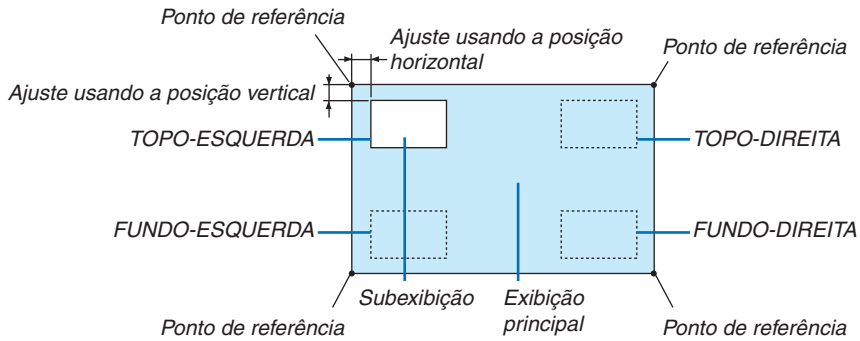 Ponto de referência
Ajuste usando a posição
horizontal
Ponto de referência
Ajuste usando a posição vertical
TOPO-ESQUERDA
TOPO-DIREITA
FUNDO-ESQUERDA
FUNDO-DIREITA
Subexibição
Exibição
principal
Ponto de referência
Ponto de referência